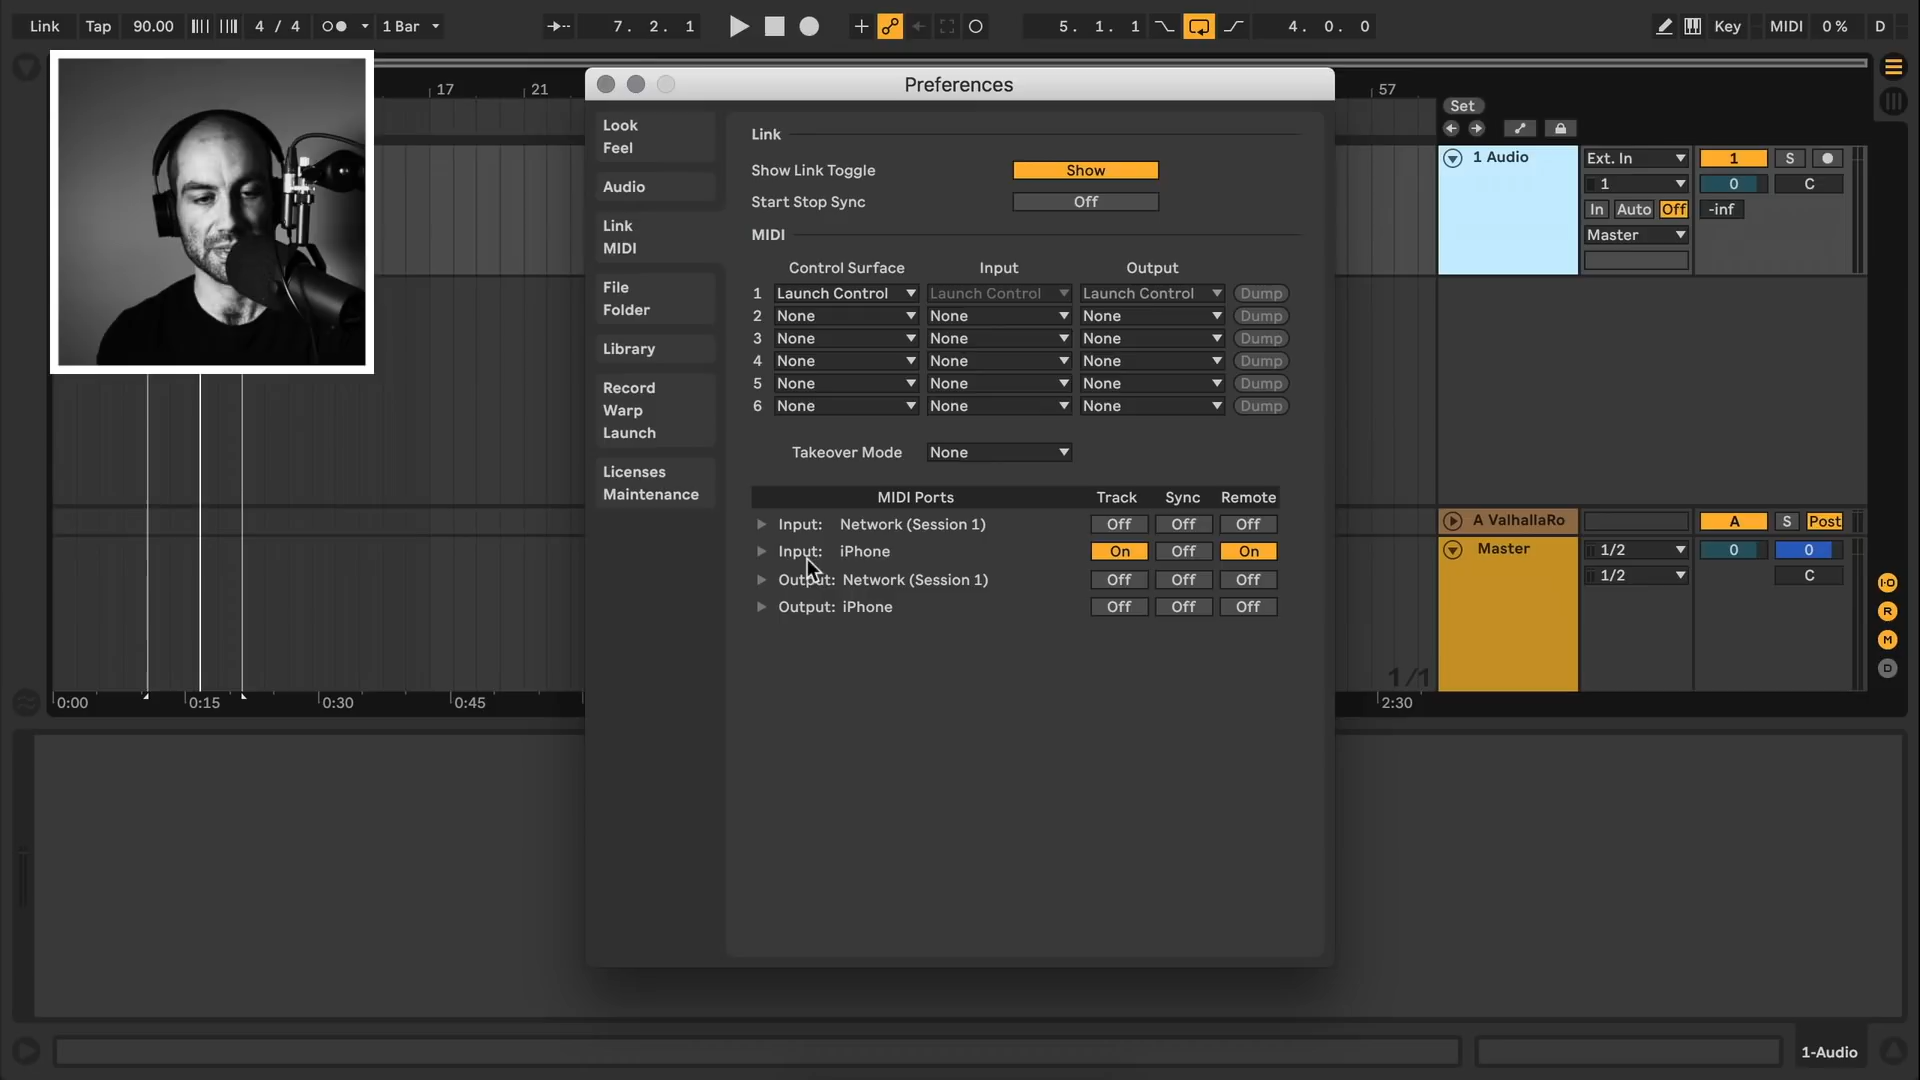 Link Tap 90.00 4 / 4 1 Bar 7. 2. 1 5. 1. 1 4. 0. 0 Key MIDI 0 % D
17 21 57
Preferences
Look
Feel
Audio
Link
MIDI
File
Folder
Library
Record
Warp
Launch
Licenses
Maintenance
Link
Show Link Toggle Show
Start Stop Sync Off
MIDI
Control Surface Input Output
1 Launch Control Launch Control Launch Control Dump
2 None None None Dump
3 None None None Dump
4 None None None Dump
5 None None None Dump
6 None None None Dump
Takeover Mode None
MIDI Ports Track Sync Remote
Input: Network (Session 1) Off Off Off
Input: iPhone On Off On
Output: Network (Session 1) Off Off Off
Output: iPhone Off Off Off
Set
1 Audio Ext. In 1 S
1 0 C
In Auto Off -inf
Master
A ValhallaRo A S Post
Master 1/2 0 0
1/2 C
I·O
R
M
D
1/1
0:00 0:15 0:30 0:45 2:30
1-Audio